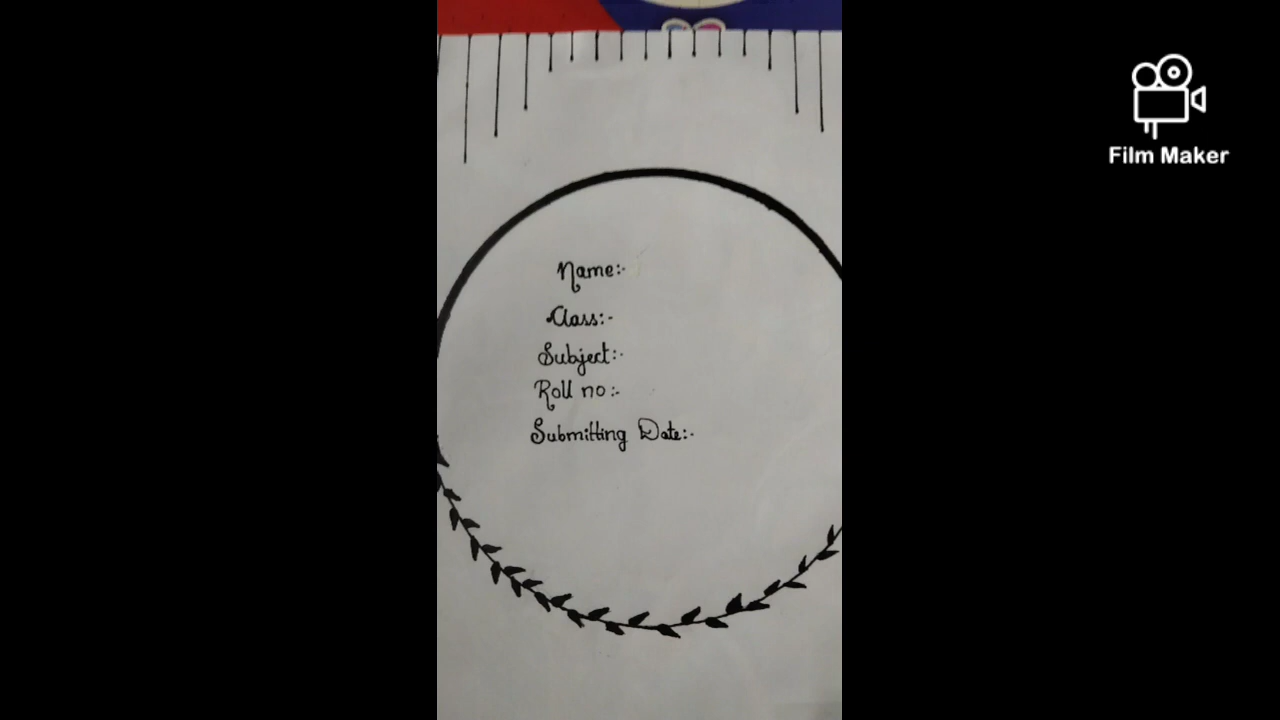 Name:-
Class:-
Subject:-
Roll no:-
Submitting Date:-
Film Maker